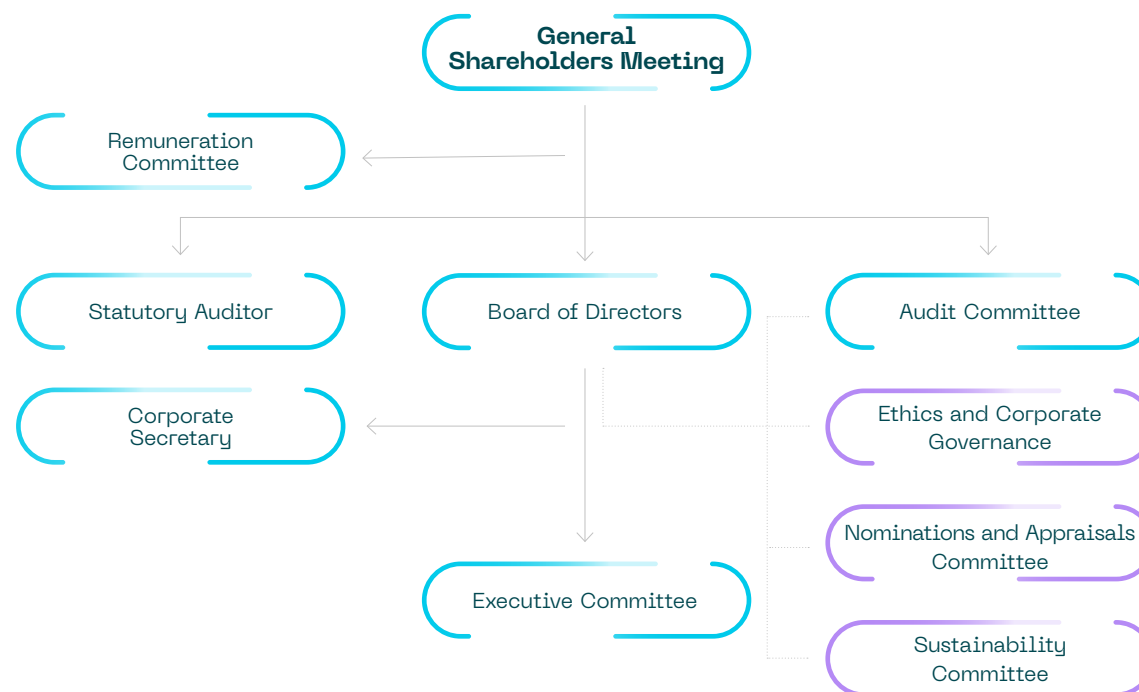 General
Shareholders Meeting
Remuneration
Committee
Statutory Auditor
Board of Directors
Audit Committee
Corporate
Secretary
Ethics and Corporate
Governance
Nominations and Appraisals
Committee
Executive Committee
Sustainability
Committee